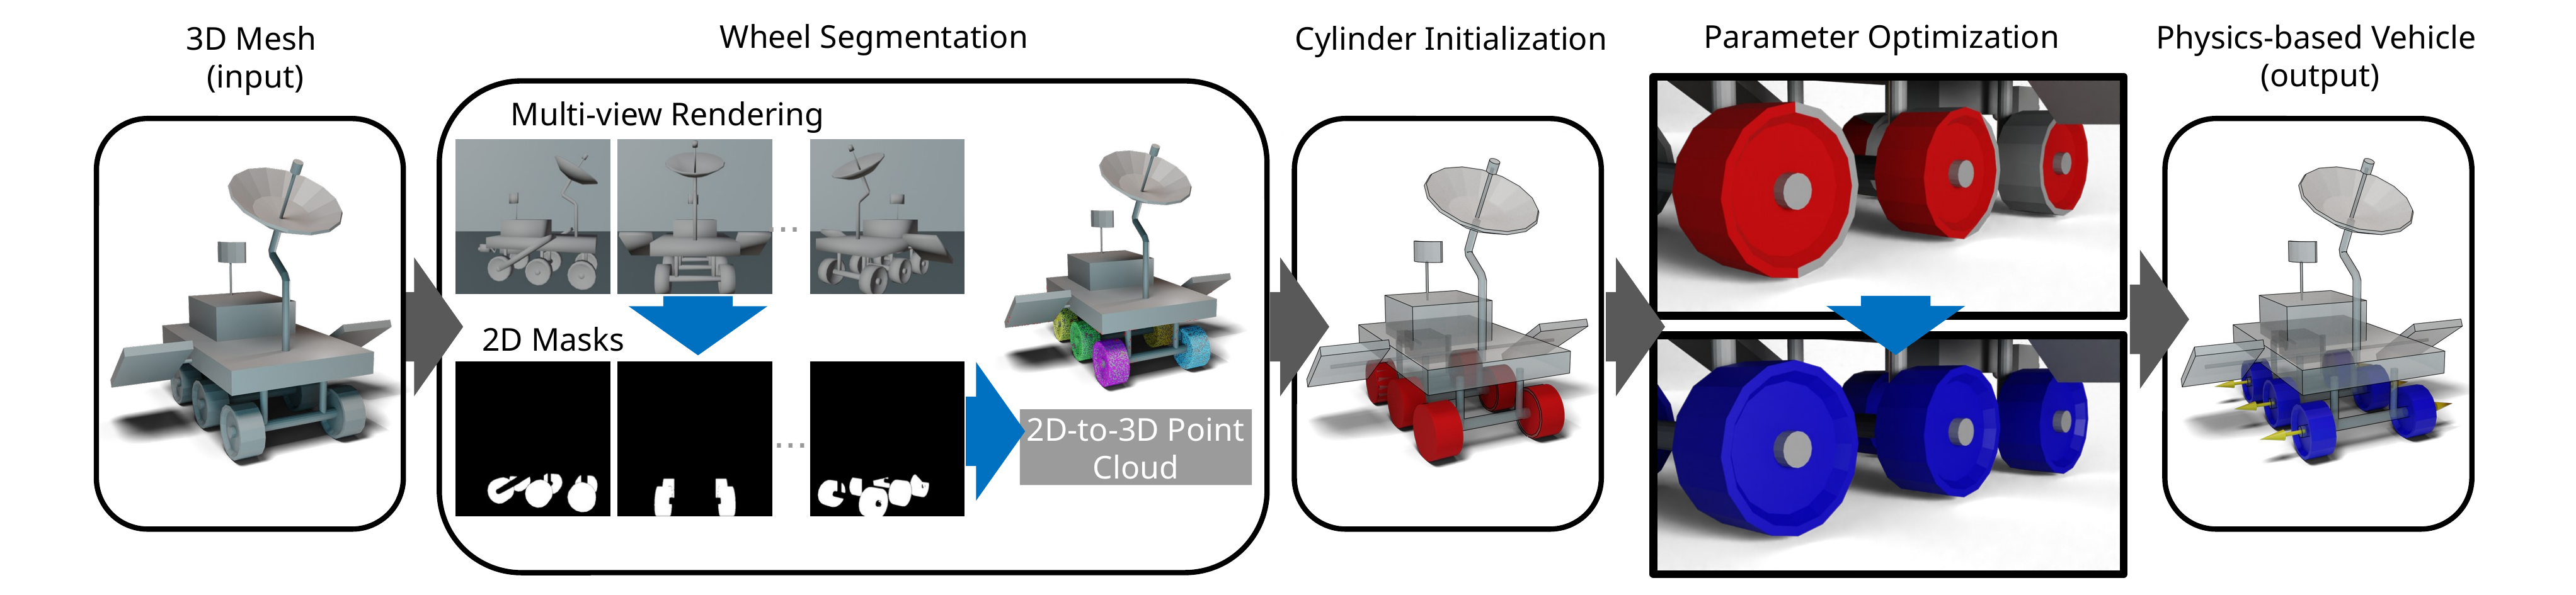 3D Mesh
(input)
Wheel Segmentation
Multi-view Rendering
...
2D Masks
...
2D-to-3D Point
Cloud
Cylinder Initialization
Parameter Optimization
Physics-based Vehicle
(output)